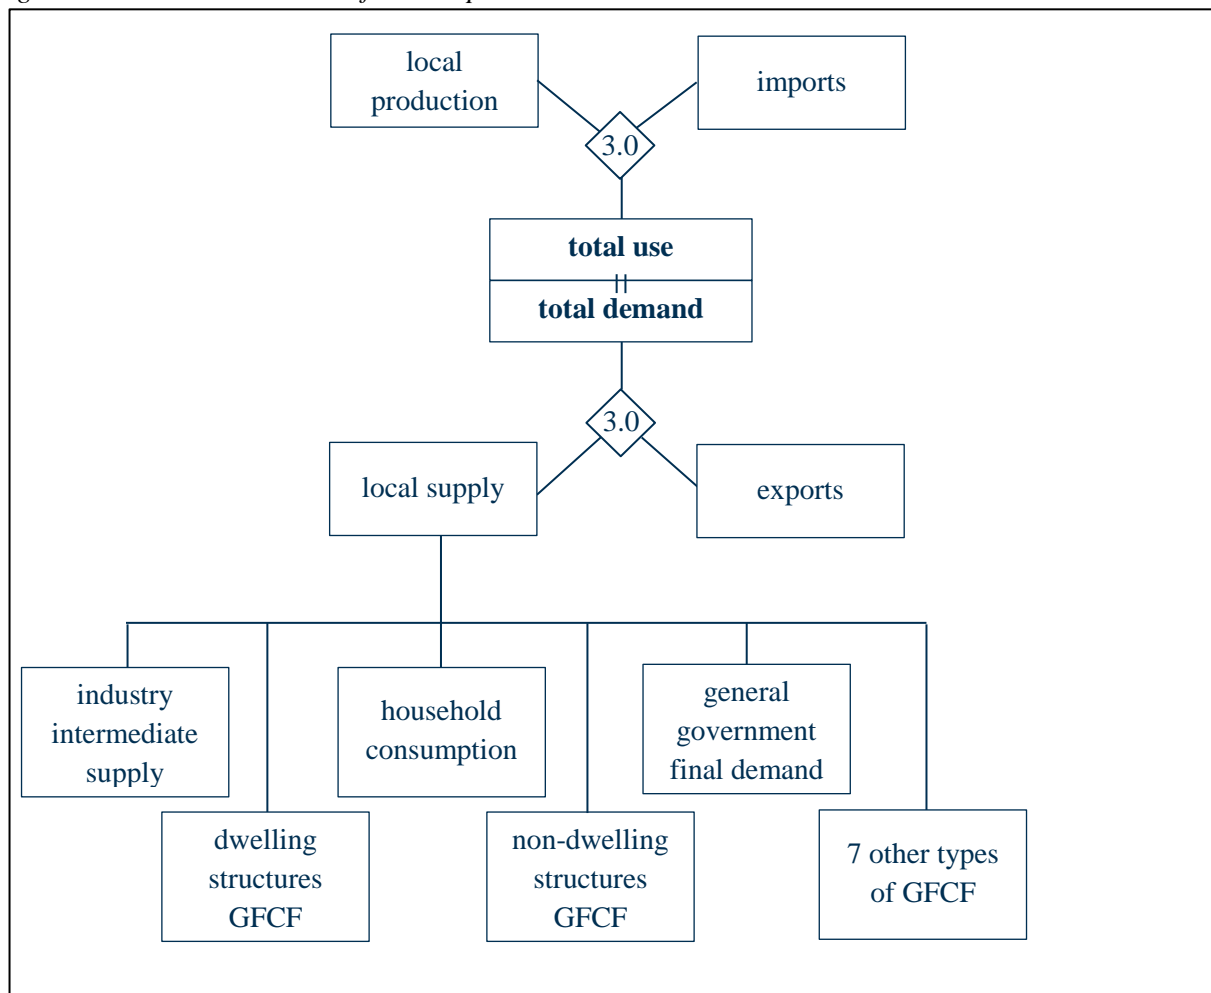 local
production
imports
3.0
total use
total demand
3.0
local supply
exports
industry
intermediate
supply
household
consumption
general
government
final demand
dwelling
structures
GFCF
non-dwelling
structures
GFCF
7 other types
of GFCF